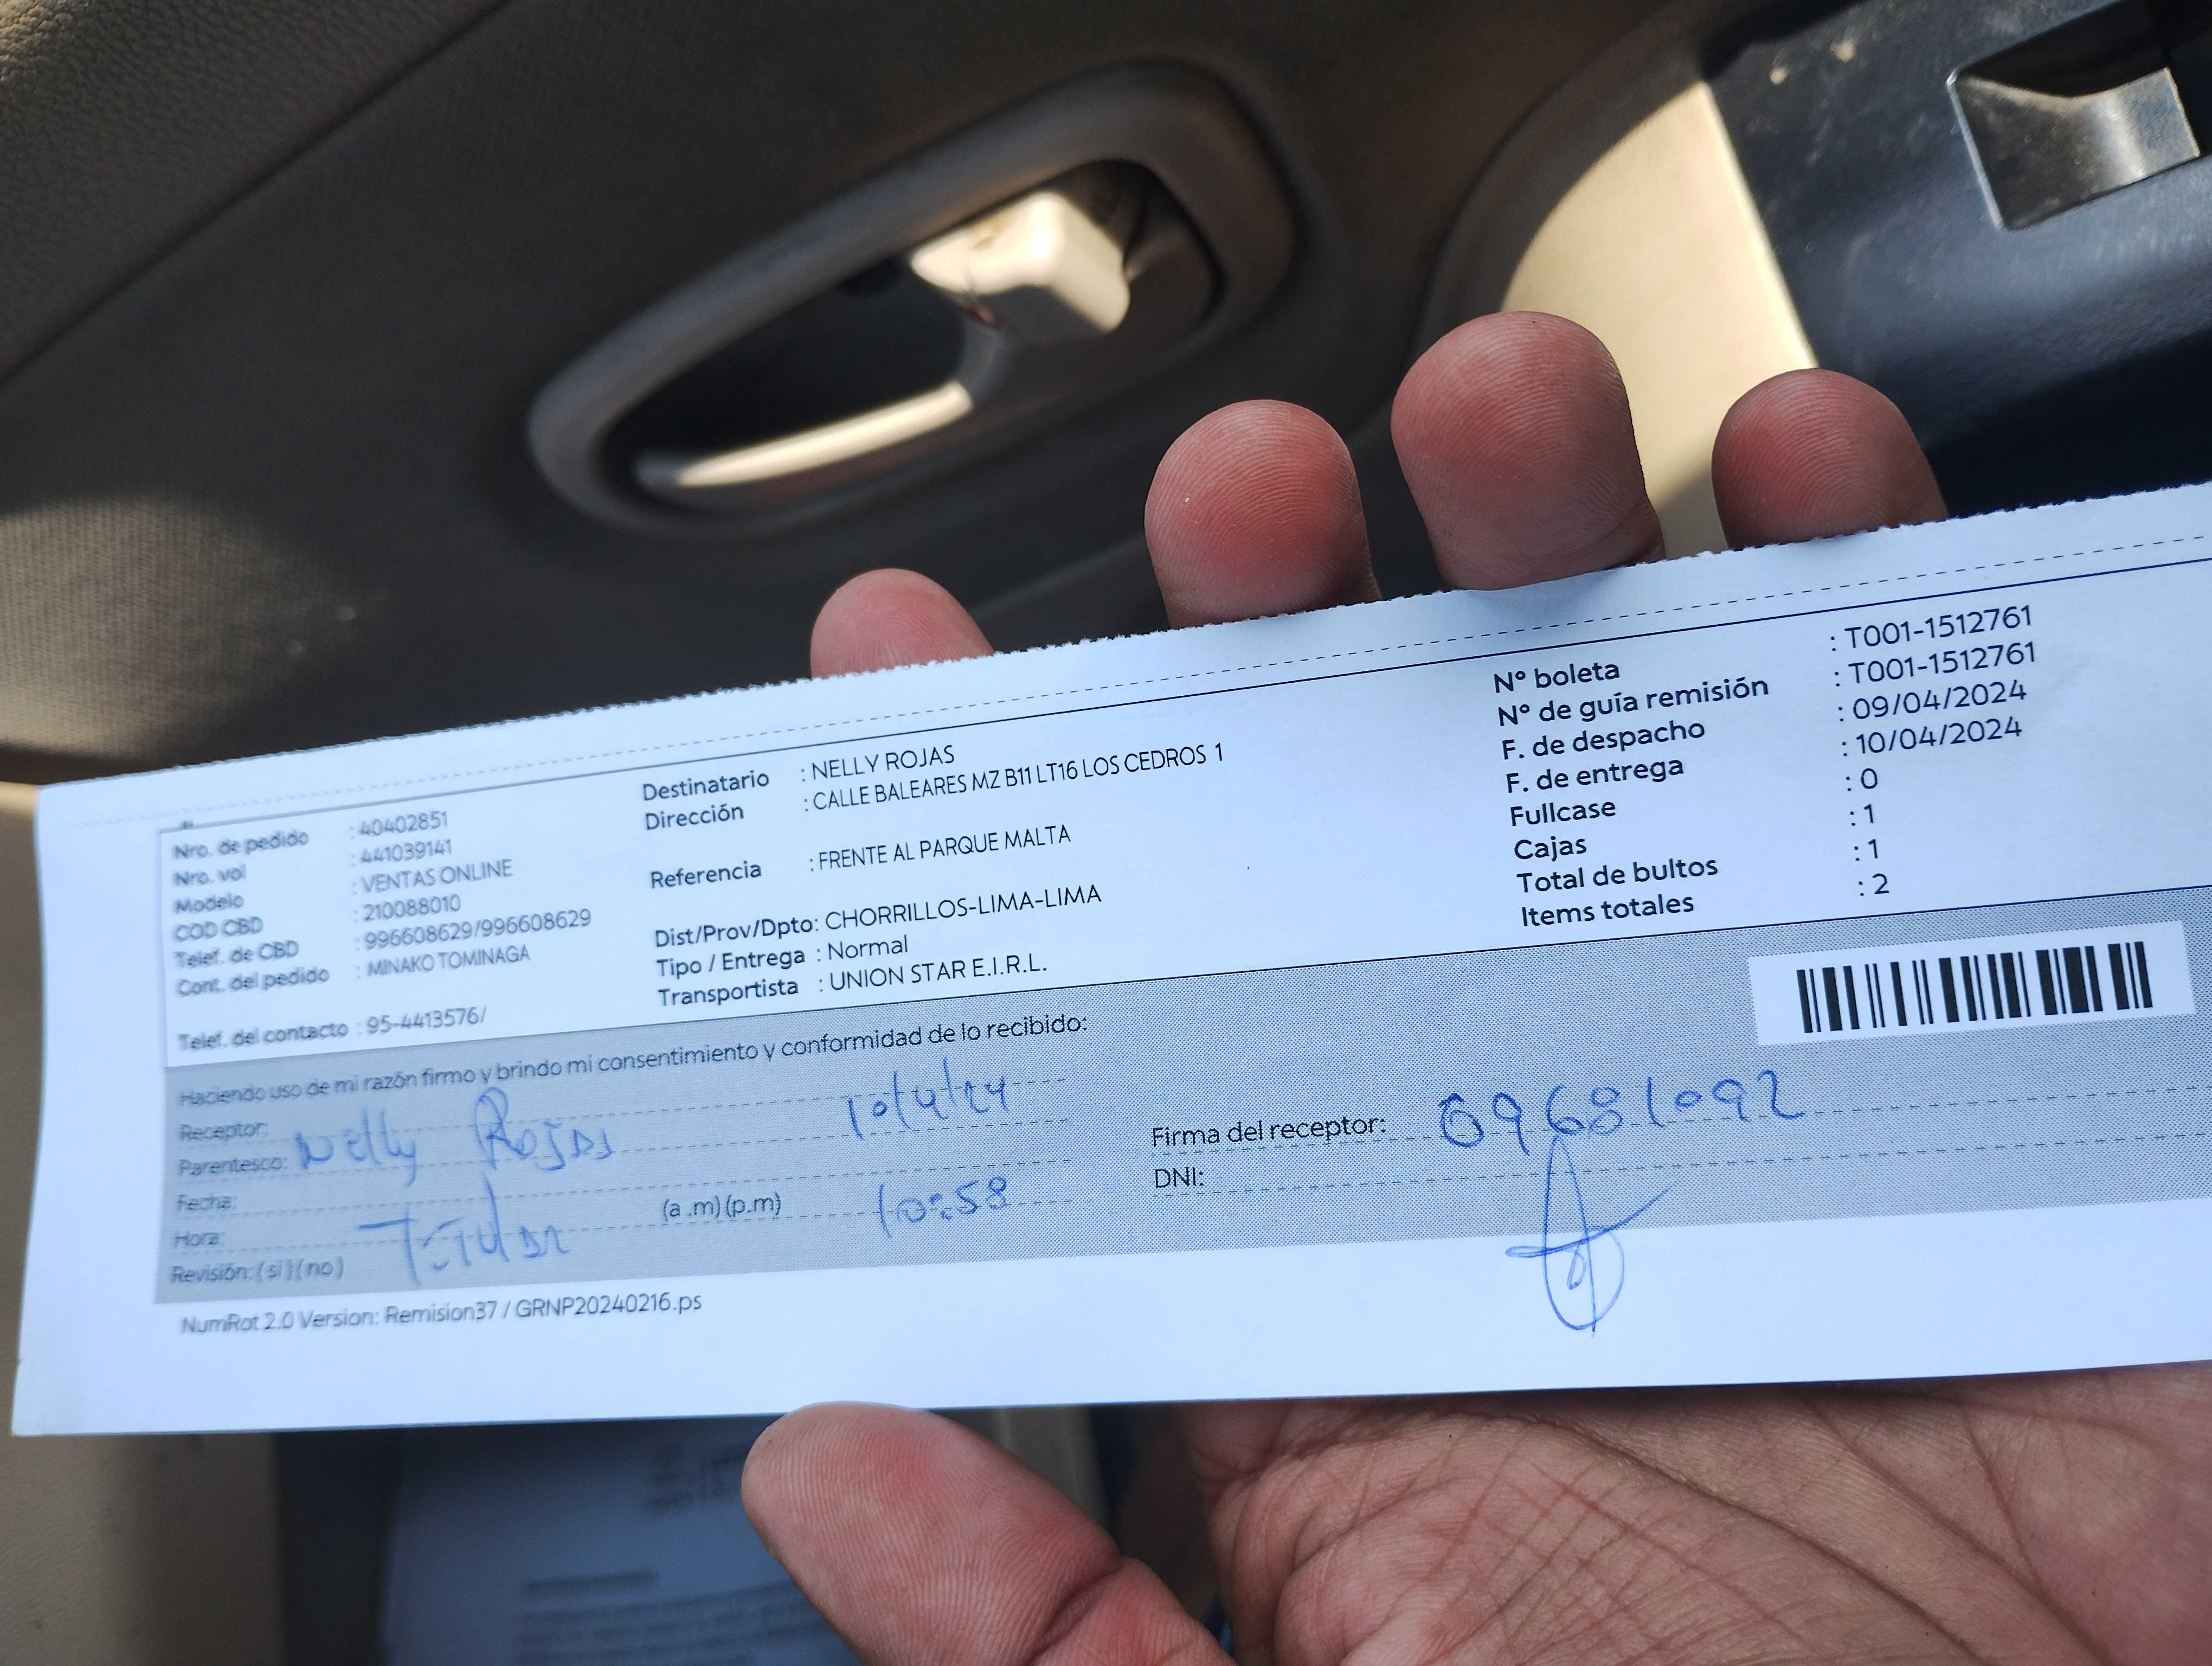 Nro. de pedido : 40402851
Nro. vol : 441039141
Modelo : VENTAS ONLINE
COD CBD : 210088010
Telef. de CBD : 996608629/996608629
Cont. del pedido : MINAKO TOMINAGA
Telef. del contacto : 95-4413576/
Destinatario : NELLY ROJAS
Dirección : CALLE BALEARES MZ B11 LT16 LOS CEDROS 1
Referencia : FRENTE AL PARQUE MALTA
Dist/Prov/Dpto: CHORRILLOS-LIMA-LIMA
Tipo / Entrega : Normal
Transportista : UNION STAR E.I.R.L.
N° boleta : T001-1512761
N° de guía remisión : T001-1512761
F. de despacho : 09/04/2024
F. de entrega : 10/04/2024
Fullcase : 0
Cajas : 1
Total de bultos : 1
Items totales : 2
Haciendo uso de mi razón firmo y brindo mi consentimiento y conformidad de lo recibido:
Receptor: 10/4/24
Parentesco: Nelly Rojas
Fecha:
Hora: (a .m) (p.m) 10:58
Revisión: (si) (no) Titular
Firma del receptor: 09681092
DNI:
NumRot 2.0 Version: Remision37 / GRNP20240216.ps